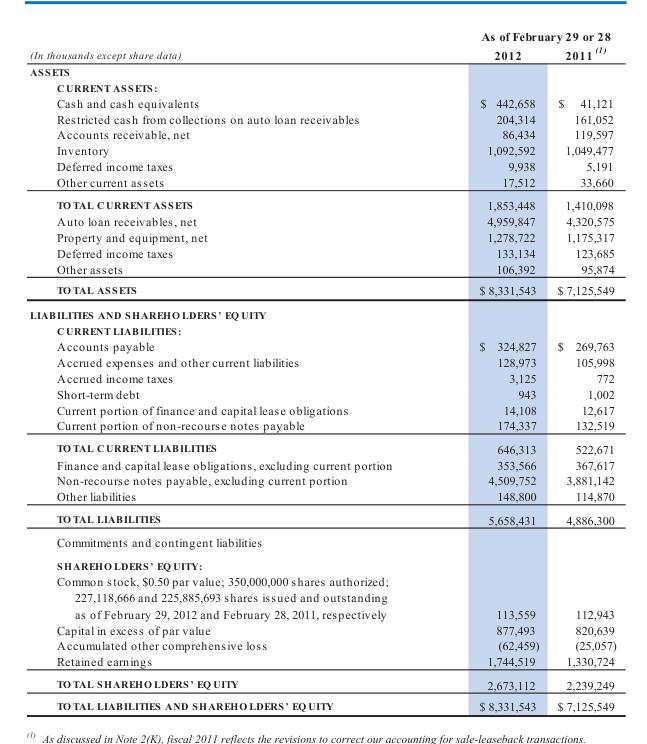 As of February 29 or 28
(In thousands except share data) 2012 2011 (1)
ASSETS
CURRENT ASSETS:
Cash and cash equivalents $ 442,658 $ 41,121
Restricted cash from collections on auto loan receivables 204,314 161,052
Accounts receivable, net 86,434 119,597
Inventory 1,092,592 1,049,477
Deferred income taxes 9,938 5,191
Other current assets 17,512 33,660
TOTAL CURRENT ASSETS 1,853,448 1,410,098
Auto loan receivables, net 4,959,847 4,320,575
Property and equipment, net 1,278,722 1,175,317
Deferred income taxes 133,134 123,685
Other assets 106,392 95,874
TOTAL ASSETS $ 8,331,543 $ 7,125,549
LIABILITIES AND SHAREHOLDERS' EQUITY
CURRENT LIABILITIES:
Accounts payable $ 324,827 $ 269,763
Accrued expenses and other current liabilities 128,973 105,998
Accrued income taxes 3,125 772
Short-term debt 943 1,002
Current portion of finance and capital lease obligations 14,108 12,617
Current portion of non-recourse notes payable 174,337 132,519
TOTAL CURRENT LIABILITIES 646,313 522,671
Finance and capital lease obligations, excluding current portion 353,566 367,617
Non-recourse notes payable, excluding current portion 4,509,752 3,881,142
Other liabilities 148,800 114,870
TOTAL LIABILITIES 5,658,431 4,886,300
Commitments and contingent liabilities
SHAREHOLDERS' EQUITY:
Common stock, $0.50 par value; 350,000,000 shares authorized;
227,118,666 and 225,885,693 shares issued and outstanding
as of February 29, 2012 and February 28, 2011, respectively 113,559 112,943
Capital in excess of par value 877,493 820,639
Accumulated other comprehensive loss (62,459) (25,057)
Retained earnings 1,744,519 1,330,724
TOTAL SHAREHOLDERS' EQUITY 2,673,112 2,239,249
TOTAL LIABILITIES AND SHAREHOLDERS' EQUITY $ 8,331,543 $ 7,125,549
(1) As discussed in Note 2(K), fiscal 2011 reflects the revisions to correct our accounting for sale-leaseback transactions.